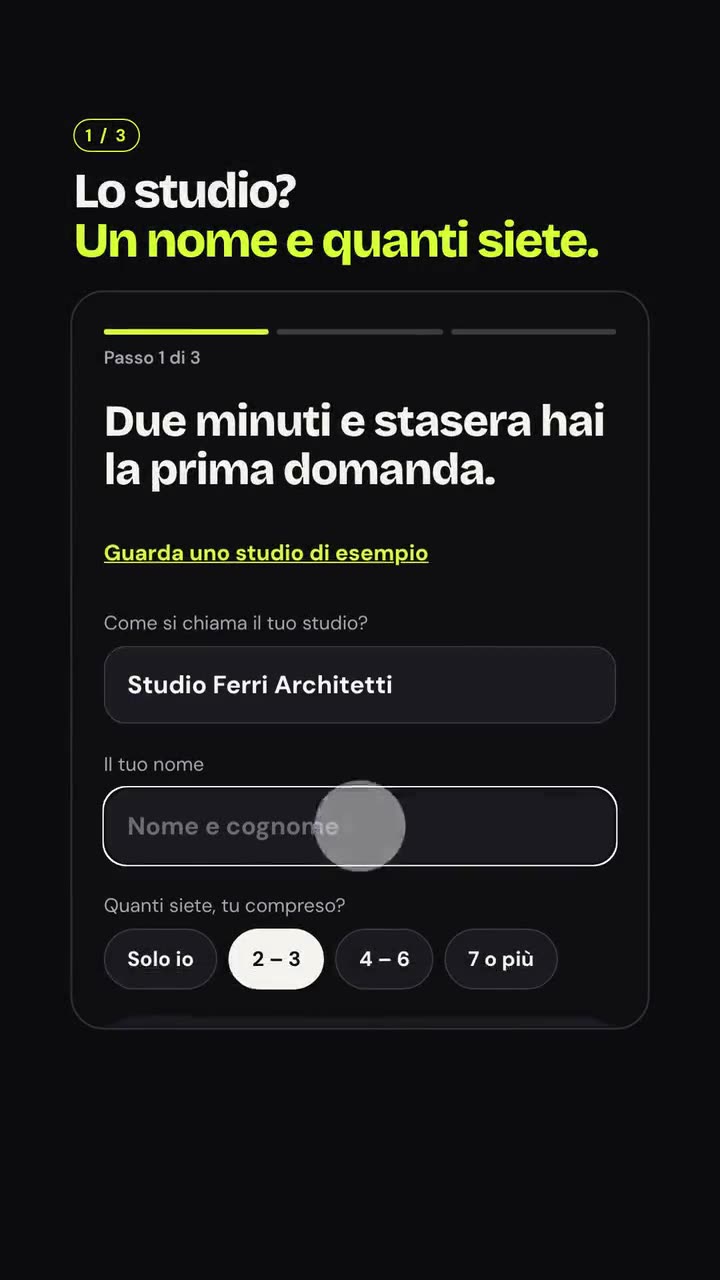 1 / 3
Lo studio?
Un nome e quanti siete.
Passo 1 di 3
Due minuti e stasera hai
la prima domanda.
Guarda uno studio di esempio
Come si chiama il tuo studio?
Studio Ferri Architetti
Il tuo nome
Nome e cognome
Quanti siete, tu compreso?
Solo io
2 – 3
4 – 6
7 o più